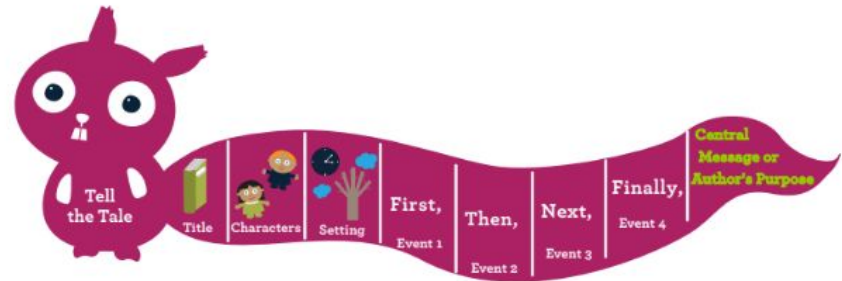 Tell
the Tale
Title
Characters
Setting
First,
Event 1
Then,
Event 2
Next,
Event 3
Finally,
Event 4
Central
Message or
Author's Purpose